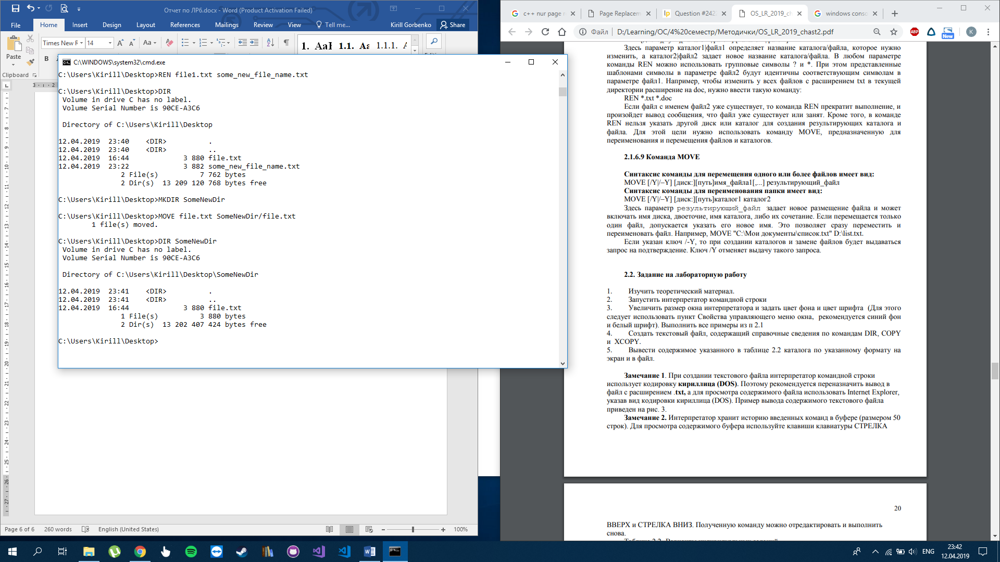 Отчет по ЛР6.docx - Word (Product Activation Failed)
File Home Insert Design Layout References Mailings Review View Tell me... Kirill Gorbenko Share
Times New R 14 Aa
Paste
B
1. 1.1. 1.1.1.
Clipboard
3 2
Page 6 of 6 260 words English (United States) 100%
C:\WINDOWS\system32\cmd.exe
C:\Users\Kirill\Desktop>REN file1.txt some_new_file_name.txt
C:\Users\Kirill\Desktop>DIR
Volume in drive C has no label.
Volume Serial Number is 90CE-A3C6
Directory of C:\Users\Kirill\Desktop
12.04.2019 23:40 <DIR> .
12.04.2019 23:40 <DIR> ..
12.04.2019 16:44 3 880 file.txt
12.04.2019 23:22 3 882 some_new_file_name.txt
2 File(s) 7 762 bytes
2 Dir(s) 13 209 120 768 bytes free
C:\Users\Kirill\Desktop>MKDIR SomeNewDir
C:\Users\Kirill\Desktop>MOVE file.txt SomeNewDir/file.txt
1 file(s) moved.
C:\Users\Kirill\Desktop>DIR SomeNewDir
Volume in drive C has no label.
Volume Serial Number is 90CE-A3C6
Directory of C:\Users\Kirill\Desktop\SomeNewDir
12.04.2019 23:41 <DIR> .
12.04.2019 23:41 <DIR> ..
12.04.2019 16:44 3 880 file.txt
1 File(s) 3 880 bytes
2 Dir(s) 13 202 407 424 bytes free
C:\Users\Kirill\Desktop>
c++ nur page r Page Replacem Question #242 OS_LR_2019_ch windows cons
Файл D:/Learning/ОС/4%20семестр/Методички/OS_LR_2019_chast2.pdf ABP New K
Здесь параметр каталог1|файл1 определяет название каталога/файла, которое нужно
изменить, а каталог2|файл2 задает новое название каталога/файла. В любом параметре
команды REN можно использовать групповые символы ? и *. При этом представленные
шаблонами символы в параметре файл2 будут идентичны соответствующим символам в
параметре файл1. Например, чтобы изменить у всех файлов с расширением txt в текущей
директории расширение на doc, нужно ввести такую команду:
REN *.txt *.doc
Если файл с именем файл2 уже существует, то команда REN прекратит выполнение, и
произойдет вывод сообщения, что файл уже существует или занят. Кроме того, в команде
REN нельзя указать другой диск или каталог для создания результирующих каталога и
файла. Для этой цели нужно использовать команду MOVE, предназначенную для
переименования и перемещения файлов и каталогов.
2.1.6.9 Команда MOVE
Синтаксис команды для перемещения одного или более файлов имеет вид:
MOVE [/Y|/–Y] [диск:][путь]имя_файла1[,...] результирующий_файл
Синтаксис команды для переименования папки имеет вид:
MOVE [/Y|/–Y] [диск:][путь]каталог1 каталог2
Здесь параметр результирующий_файл задает новое размещение файла и может
включать имя диска, двоеточие, имя каталога, либо их сочетание. Если перемещается только
один файл, допускается указать его новое имя. Это позволяет сразу переместить и
переименовать файл. Например, MOVE "C:\Мои документы\список.txt" D:\list.txt.
Если указан ключ /-Y, то при создании каталогов и замене файлов будет выдаваться
запрос на подтверждение. Ключ /Y отменяет выдачу такого запроса.
2.2. Задание на лабораторную работу
1. Изучить теоретический материал.
2. Запустить интерпретатор командной строки
3. Увеличить размер окна интерпретатора и задать цвет фона и цвет шрифта (Для этого
следует использовать пункт Свойства управляющего меню окна, рекомендуется синий фон
и белый шрифт). Выполнить все примеры из п 2.1
4. Создать текстовый файл, содержащий справочные сведения по командам DIR, COPY
и XCOPY.
5. Вывести содержимое указанного в таблице 2.2 каталога по указанному формату на
экран и в файл.
Замечание 1. При создании текстового файла интерпретатор командной строки
использует кодировку кириллица (DOS). Поэтому рекомендуется переназначить вывод в
файл с расширением .txt, а для просмотра содержимого файла использовать Internet Explorer,
указав вид кодировки кириллица (DOS). Пример вывода содержимого текстового файла
приведен на рис. 3.
Замечание 2. Интерпретатор хранит историю введенных команд в буфере (размером 50
строк). Для просмотра содержимого буфера используйте клавиши клавиатуры СТРЕЛКА
20
ВВЕРХ и СТРЕЛКА ВНИЗ. Полученную команду можно отредактировать и выполнить
снова.
ENG 23:42
12.04.2019